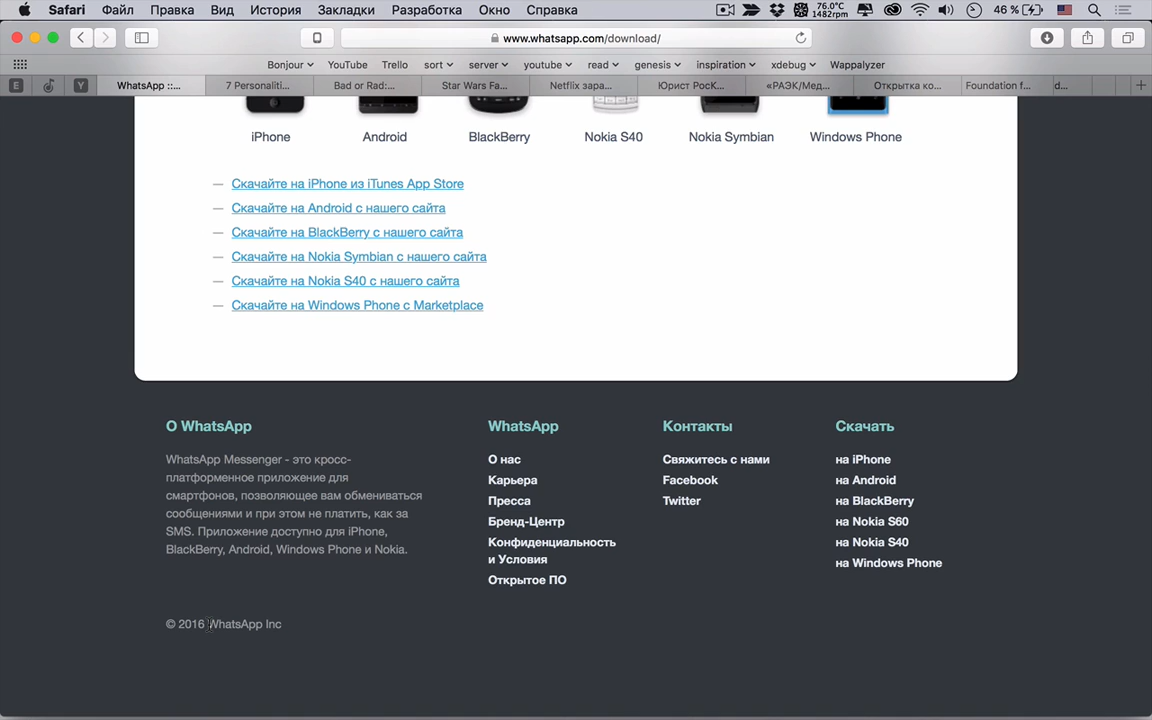 Safari Файл Правка Вид История Закладки Разработка Окно Справка 76.0°C 1482rpm 46 %
www.whatsapp.com/download/
Bonjour YouTube Trello sort server youtube read genesis inspiration xdebug Wappalyzer
E Y WhatsApp ::... 7 Personaliti... Bad or Rad:... Star Wars Fa... Netflix зара... Юрист РосК... «РАЭК/Мед... Открытка ко... Foundation f... d...
iPhone Android BlackBerry Nokia S40 Nokia Symbian Windows Phone
— Скачайте на iPhone из iTunes App Store
— Скачайте на Android с нашего сайта
— Скачайте на BlackBerry с нашего сайта
— Скачайте на Nokia Symbian с нашего сайта
— Скачайте на Nokia S40 с нашего сайта
— Скачайте на Windows Phone с Marketplace
О WhatsApp
WhatsApp Messenger - это кросс-
платформенное приложение для
смартфонов, позволяющее вам обмениваться
сообщениями и при этом не платить, как за
SMS. Приложение доступно для iPhone,
BlackBerry, Android, Windows Phone и Nokia.
WhatsApp
О нас
Карьера
Пресса
Бренд-Центр
Конфиденциальность
и Условия
Открытое ПО
Контакты
Свяжитесь с нами
Facebook
Twitter
Скачать
на iPhone
на Android
на BlackBerry
на Nokia S60
на Nokia S40
на Windows Phone
© 2016 WhatsApp Inc